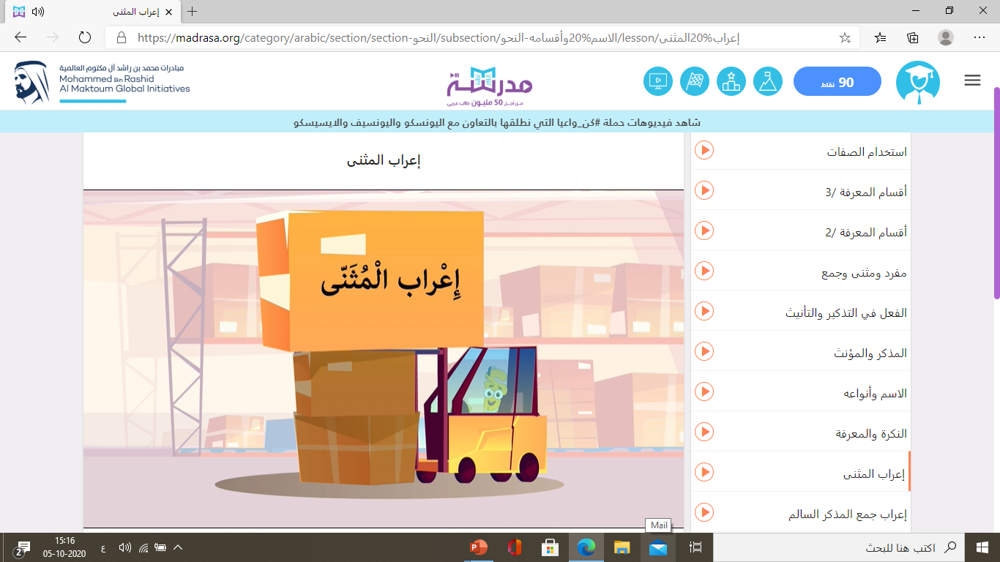 إعراب المثنى
https://madrasa.org/category/arabic/section/section-النحو/subsection/الاسم%20وأقسامه-النحو/lesson/إعراب%20المثنى
مبادرات محمد بن راشد آل مكتوم العالمية
Mohammed Bin Rashid
Al Maktoum Global Initiatives
مدرسة
من أجل 50 مليون طالب عربي
90 نقاط
شاهد فيديوهات حملة #كن_واعيا التي نطلقها بالتعاون مع اليونسكو واليونسيف والايسيسكو
استخدام الصفات
أقسام المعرفة /3
أقسام المعرفة /2
مفرد ومثنى وجمع
الفعل في التذكير والتأنيث
المذكر والمؤنث
الاسم وأنواعه
النكرة والمعرفة
إعراب المثنى
إعراب جمع المذكر السالم
إعراب المثنى
إِعْراب الْمُثَنّى
Mail
اكتب هنا للبحث
ع
15:16
05-10-2020
2